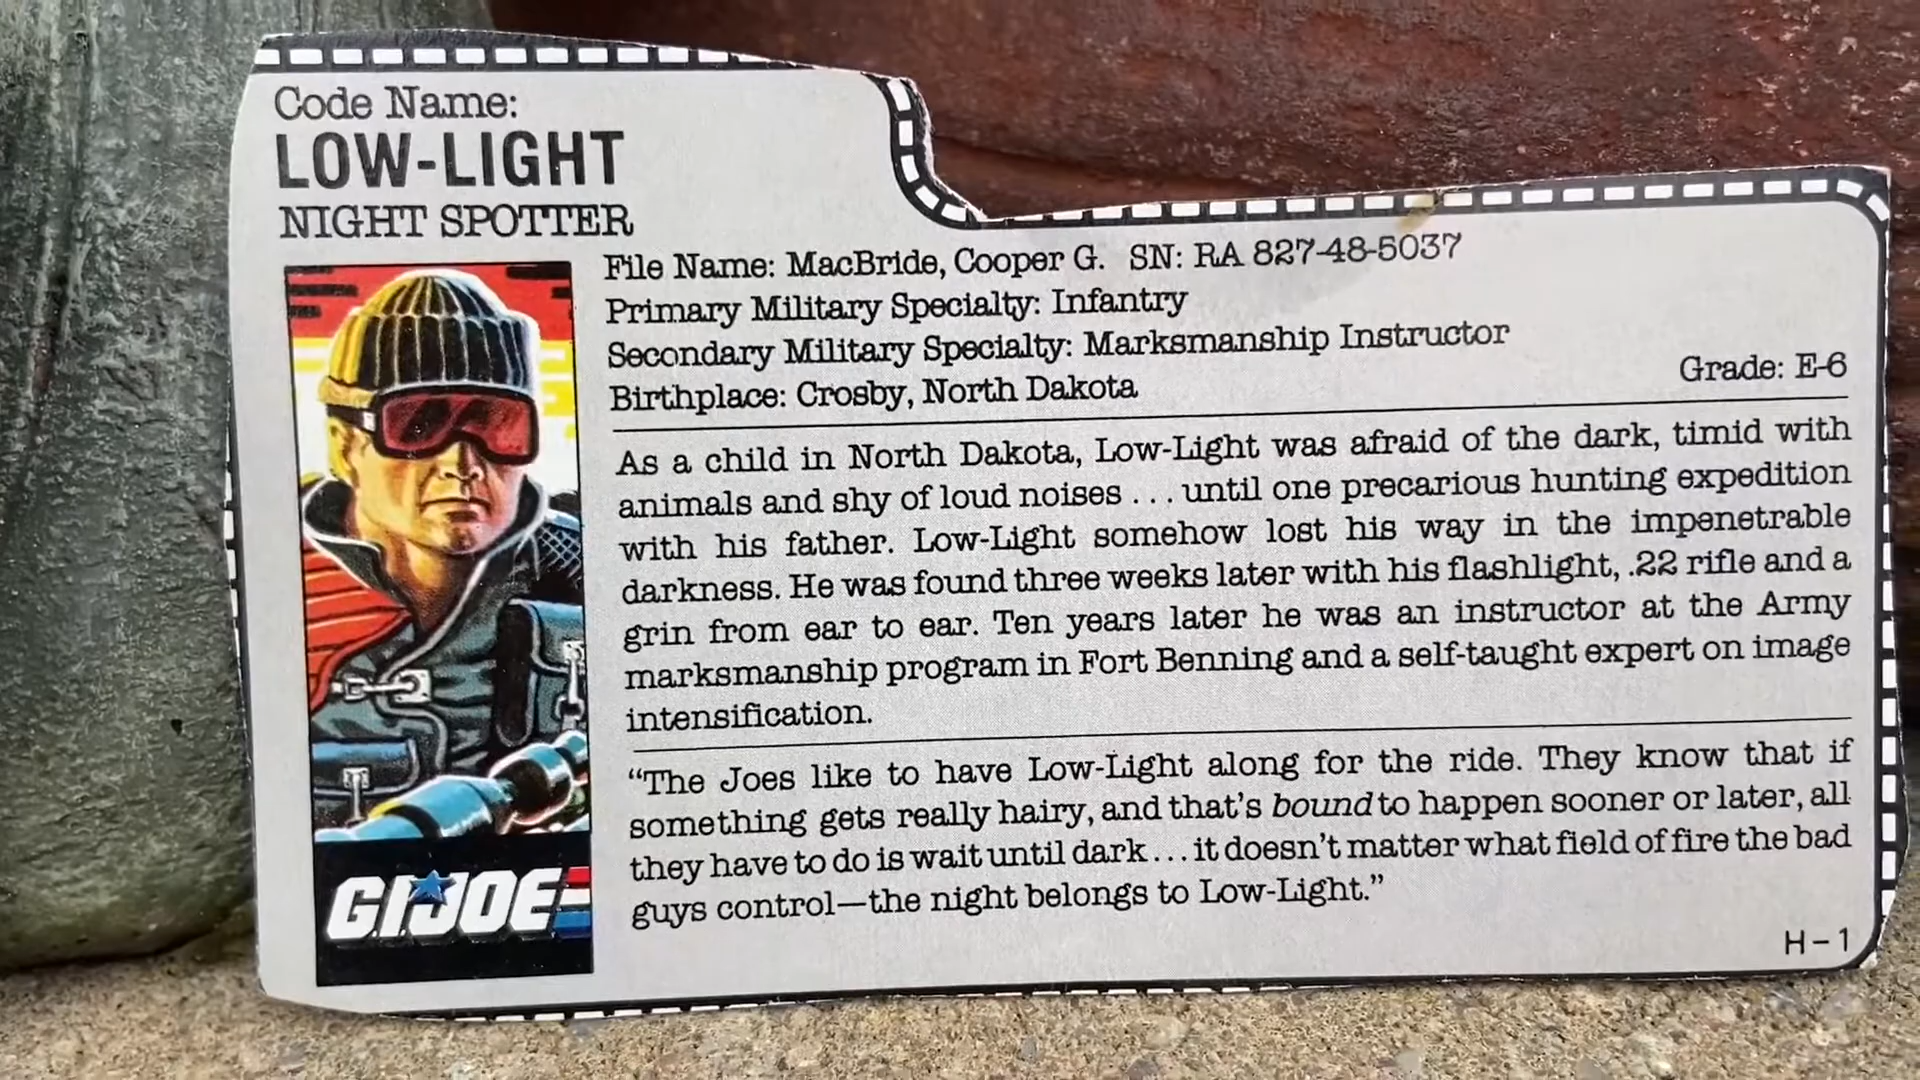 Code Name:
LOW-LIGHT
NIGHT SPOTTER
File Name: MacBride, Cooper G. SN: RA 827-48-5037
Primary Military Specialty: Infantry
Secondary Military Specialty: Marksmanship Instructor
Birthplace: Crosby, North Dakota
Grade: E-6
As a child in North Dakota, Low-Light was afraid of the dark, timid with
animals and shy of loud noises . . . until one precarious hunting expedition
with his father. Low-Light somehow lost his way in the impenetrable
darkness. He was found three weeks later with his flashlight, .22 rifle and a
grin from ear to ear. Ten years later he was an instructor at the Army
marksmanship program in Fort Benning and a self-taught expert on image
intensification.
“The Joes like to have Low-Light along for the ride. They know that if
something gets really hairy, and that’s bound to happen sooner or later, all
they have to do is wait until dark . . . it doesn’t matter what field of fire the bad
guys control—the night belongs to Low-Light.”
G.I.JOE
H-1